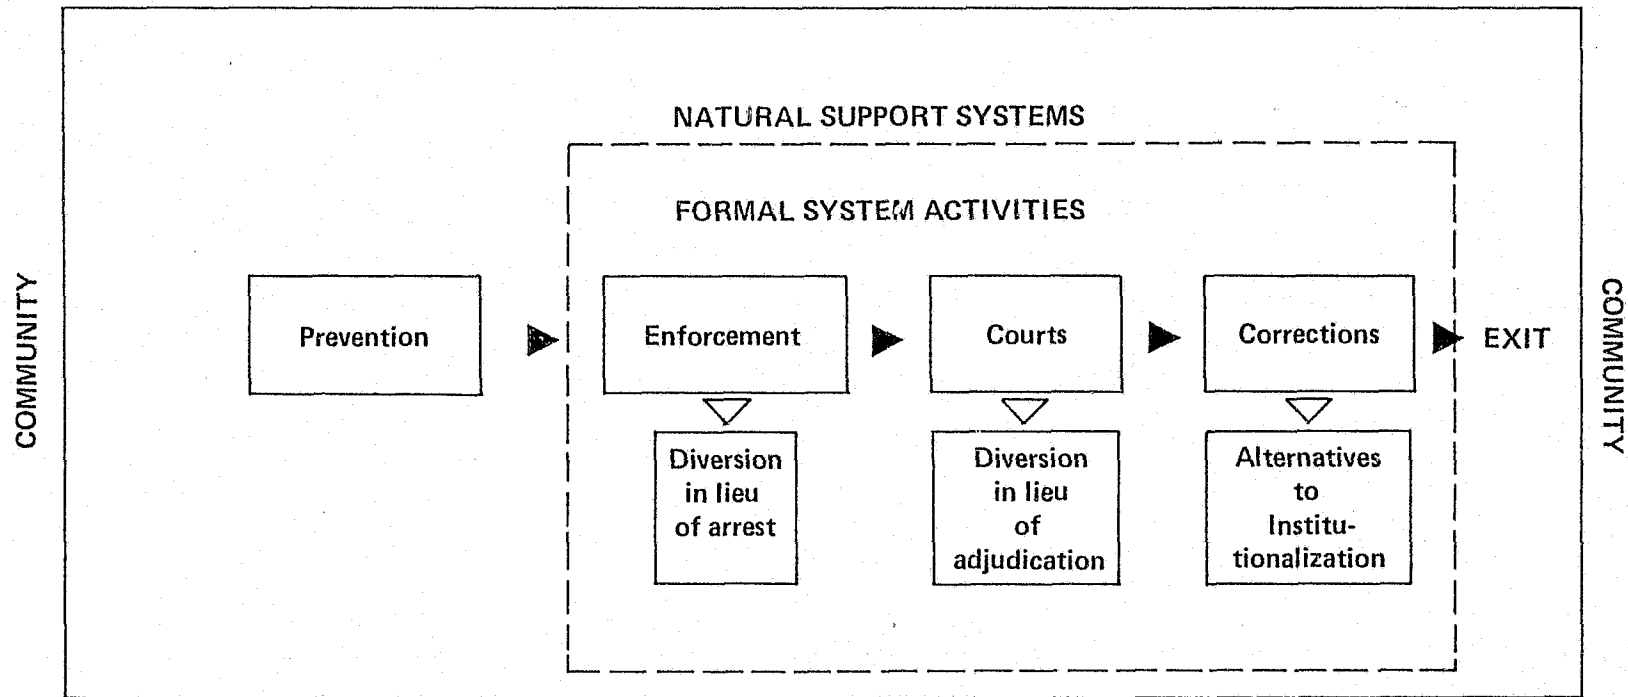 NATURAL SUPPORT SYSTEMS
FORMAL SYSTEM ACTIVITIES
COMMUNITY
Prevention
Enforcement
Courts
Corrections
EXIT
COMMUNITY
Diversion
in lieu
of arrest
Diversion
in lieu
of
adjudication
Alternatives
to
Institu-
tionalization